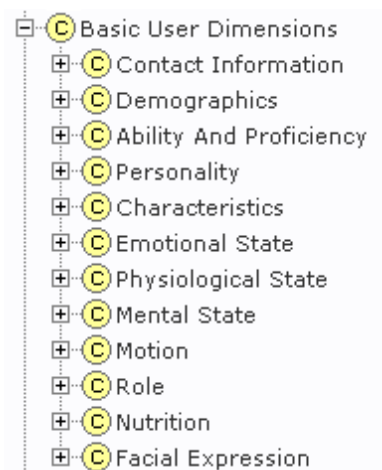 C Basic User Dimensions
C Contact Information
C Demographics
C Ability And Proficiency
C Personality
C Characteristics
C Emotional State
C Physiological State
C Mental State
C Motion
C Role
C Nutrition
C Facial Expression